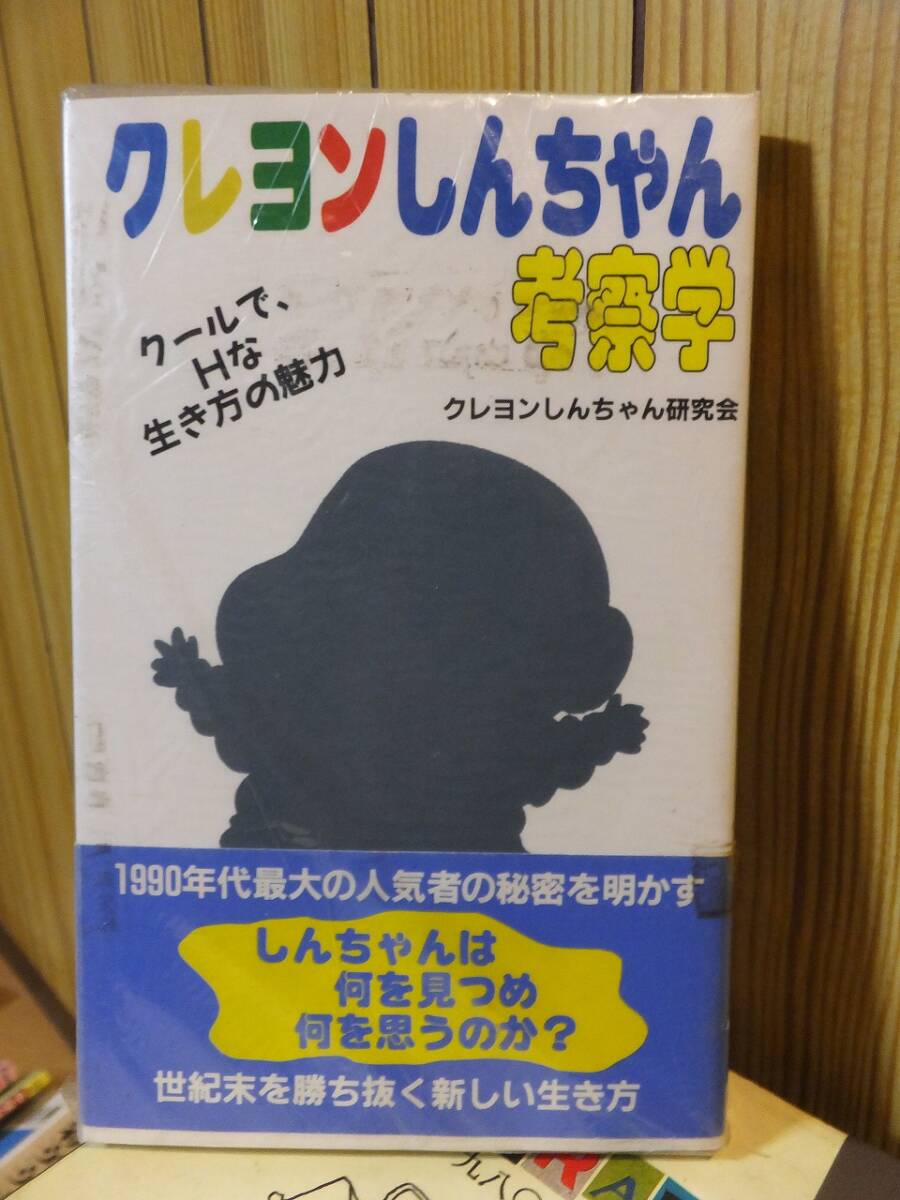 クレヨンしんちゃん
考察学
クールで、
Hな
生き方の魅力
クレヨンしんちゃん研究会
1990年代最大の人気者の秘密を明かす
しんちゃんは
何を見つめ
何を思うのか?
世紀末を勝ち抜く新しい生き方
九八〇
RA